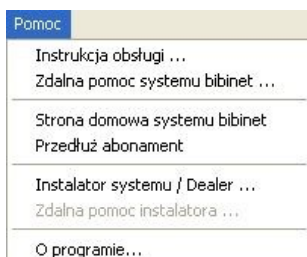 Pomoc
Instrukcja obsługi ...
Zdalna pomoc systemu bibinet ...
Strona domowa systemu bibinet
Przedłuż abonament
Instalator systemu / Dealer ...
Zdalna pomoc instalatora ...
O programie...